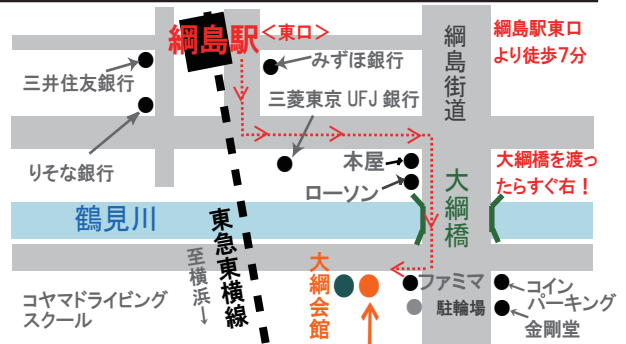 綱島駅
<東口>
綱島街道
綱島駅東口
より徒歩7分
三井住友銀行
みずほ銀行
三菱東京UFJ銀行
りそな銀行
本屋
ローソン
大綱橋
大綱橋を渡っ
たらすぐ右!
鶴見川
東急東横線
至横浜→
大綱会館
ファミマ
駐輪場
コイン
パーキング
金剛堂
コヤマドライビング
スクール